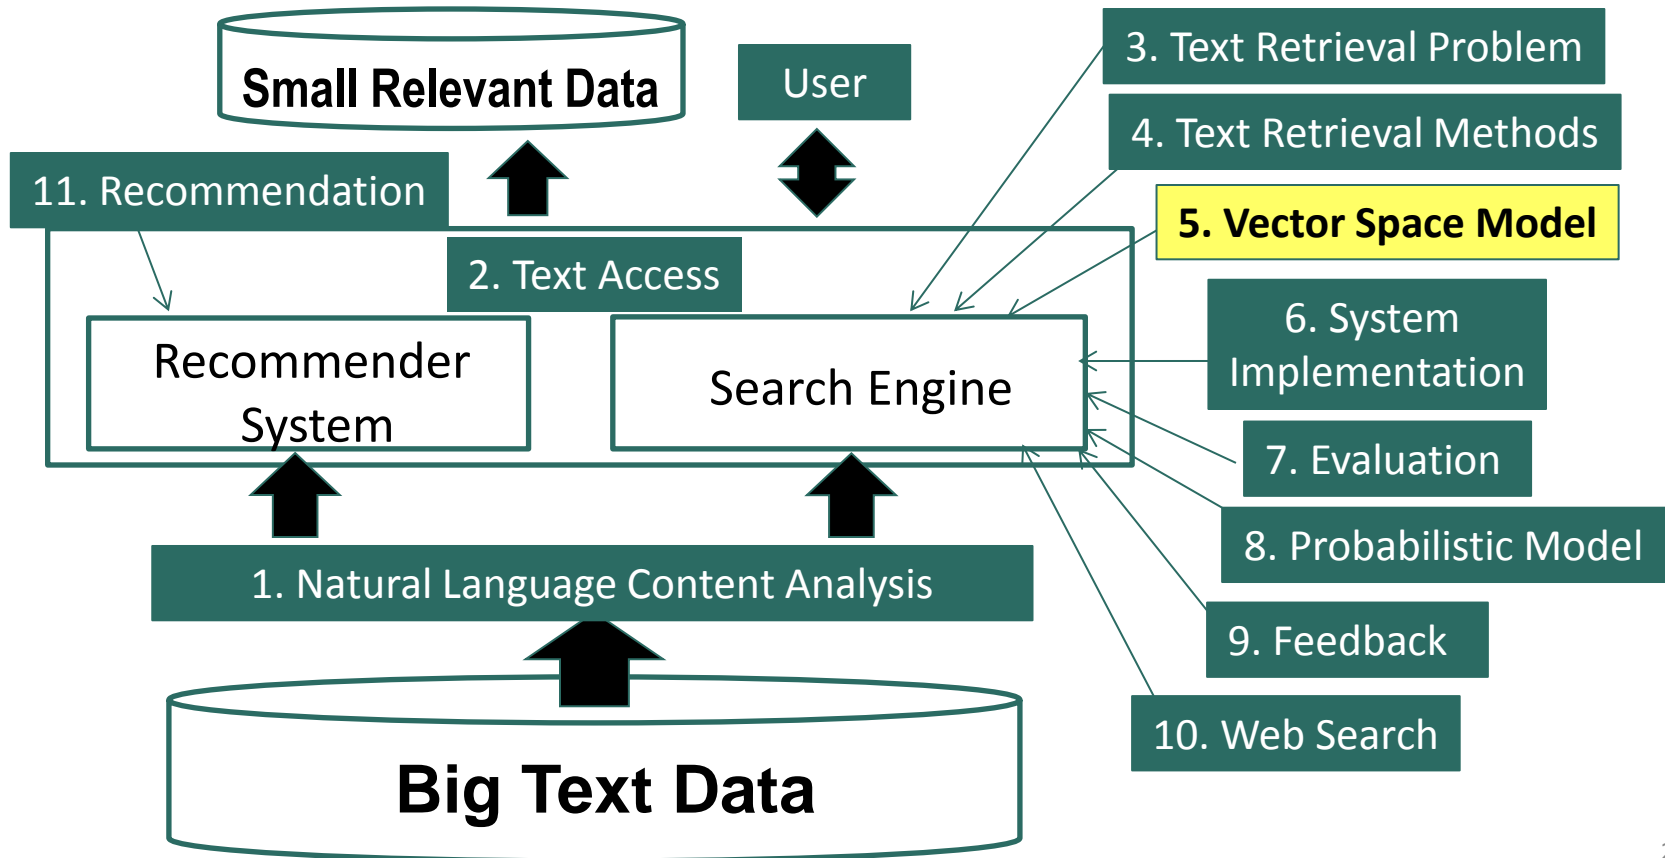 Small Relevant Data
User
3. Text Retrieval Problem
4. Text Retrieval Methods
11. Recommendation
5. Vector Space Model
2. Text Access
6. System
Implementation
Recommender
System
Search Engine
7. Evaluation
8. Probabilistic Model
1. Natural Language Content Analysis
9. Feedback
10. Web Search
Big Text Data